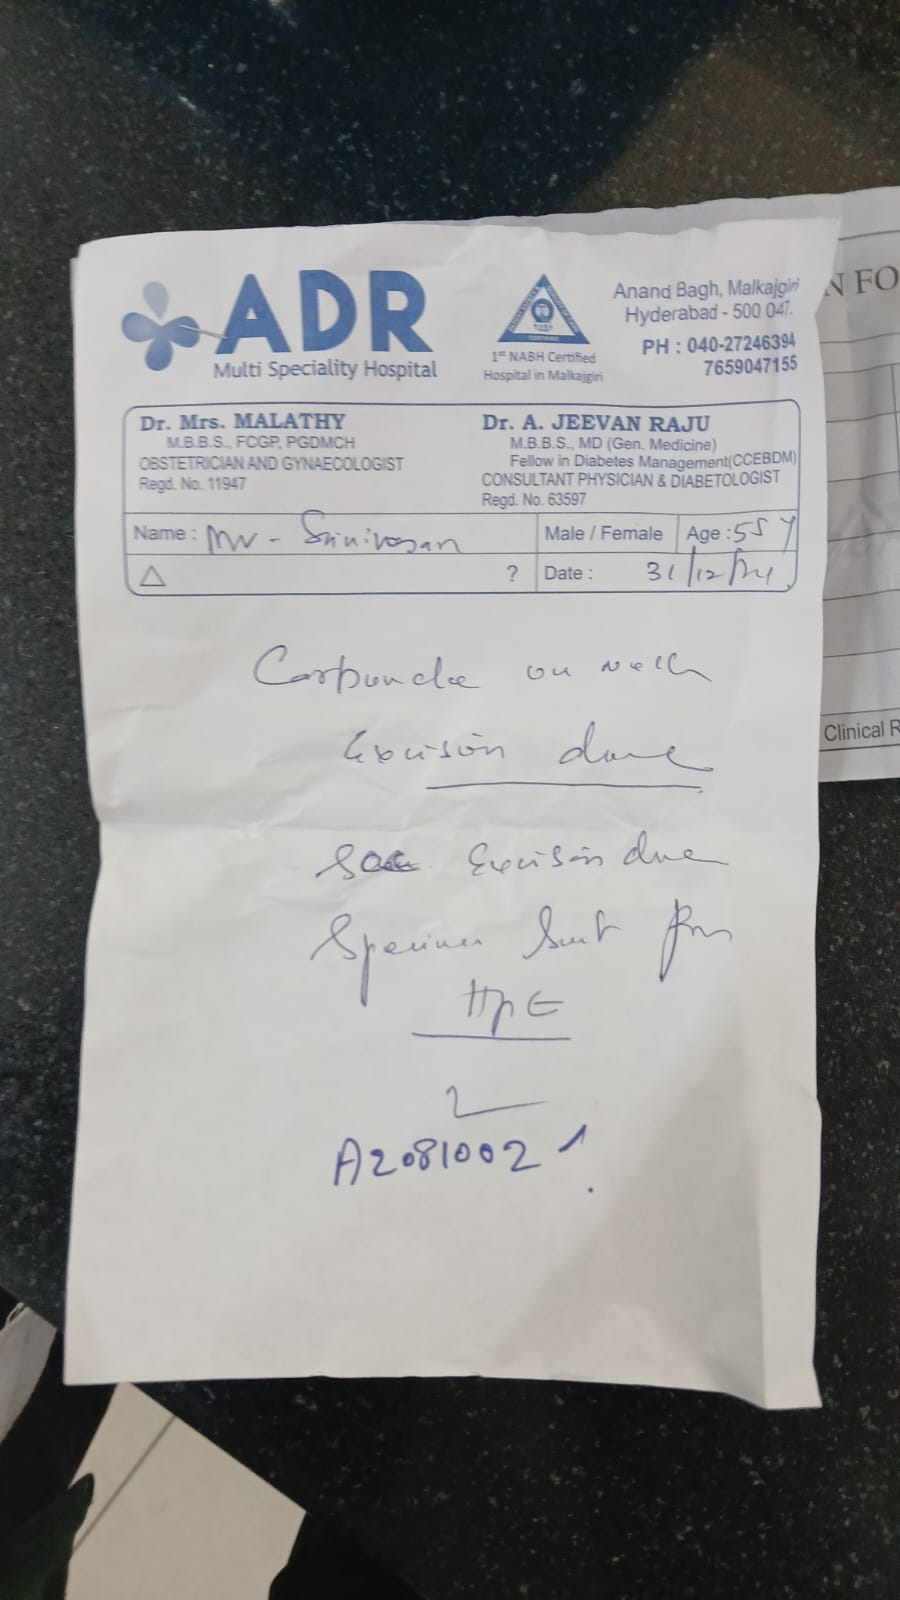 ADR
Multi Speciality Hospital
1st NABH Certified
Hospital in Malkajgiri
Anand Bagh, Malkajgiri
Hyderabad - 500 047.
PH : 040-27246394
7659047155
Dr. Mrs. MALATHY
M.B.B.S., FCGP, PGDMCH
OBSTETRICIAN AND GYNAECOLOGIST
Regd. No. 11947
Dr. A. JEEVAN RAJU
M.B.B.S., MD (Gen. Medicine)
Fellow in Diabetes Management(CCEBDM)
CONSULTANT PHYSICIAN & DIABETOLOGIST
Regd. No. 63597
Name : Mr - Srinivasan
Male / Female
Age : 55 y
△ ?
Date : 31/12/24
Carbuncle on neck
Excision done
Excision done
Specimen sent for
HPE
A2081002 1
N FO
Clinical R